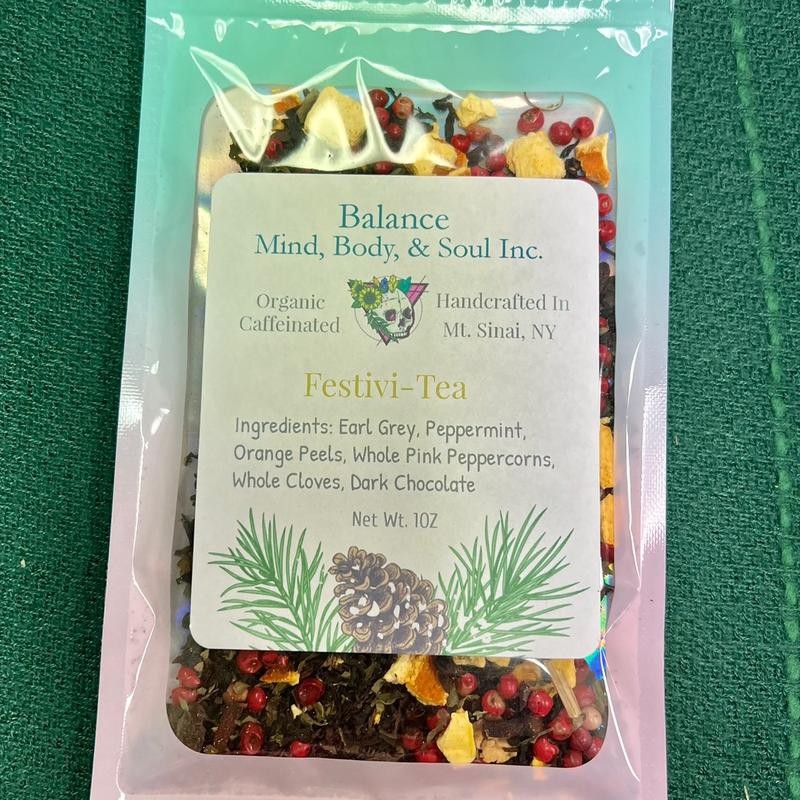 Balance
Mind, Body, & Soul Inc.
Organic
Caffeinated
Handcrafted In
Mt. Sinai, NY
Festivi-Tea
Ingredients: Earl Grey, Peppermint,
Orange Peels, Whole Pink Peppercorns,
Whole Cloves, Dark Chocolate
Net Wt. 1OZ